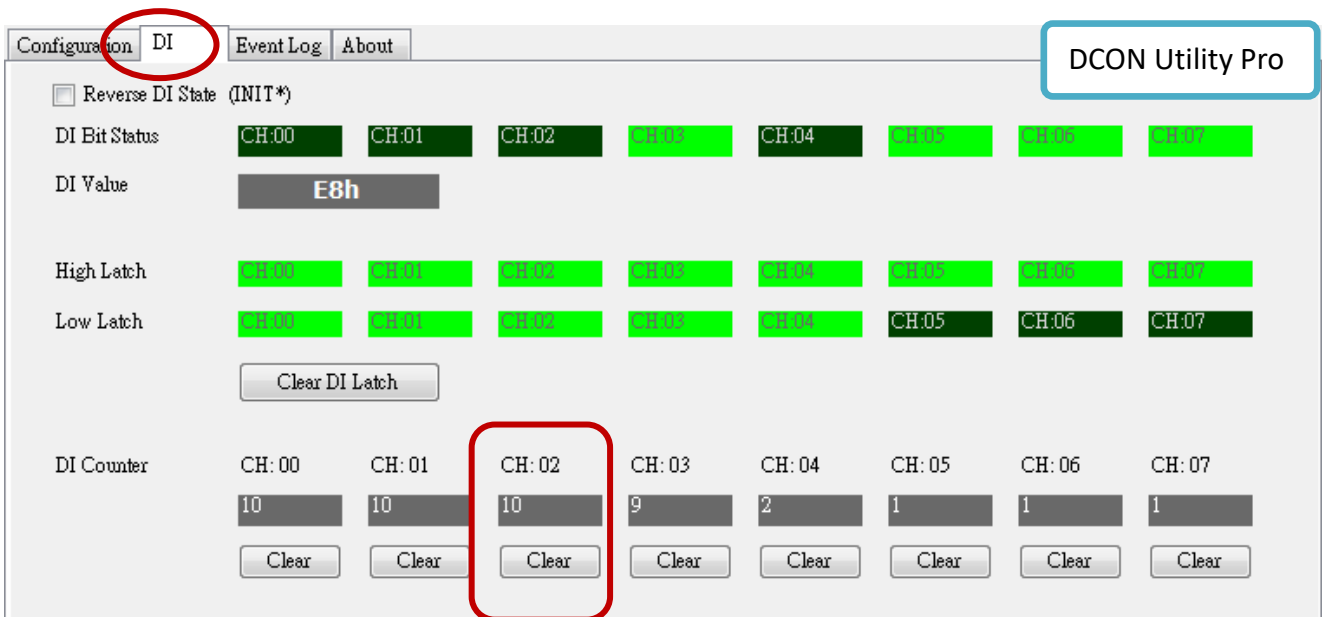 Configuration DI Event Log About
DCON Utility Pro
Reverse DI State (INIT*)
DI Bit Status CH:00 CH:01 CH:02 CH:03 CH:04 CH:05 CH:06 CH:07
DI Value E8h
High Latch CH:00 CH:01 CH:02 CH:03 CH:04 CH:05 CH:06 CH:07
Low Latch CH:00 CH:01 CH:02 CH:03 CH:04 CH:05 CH:06 CH:07
Clear DI Latch
DI Counter CH: 00 CH: 01 CH: 02 CH: 03 CH: 04 CH: 05 CH: 06 CH: 07
10 10 10 9 2 1 1 1
Clear Clear Clear Clear Clear Clear Clear Clear